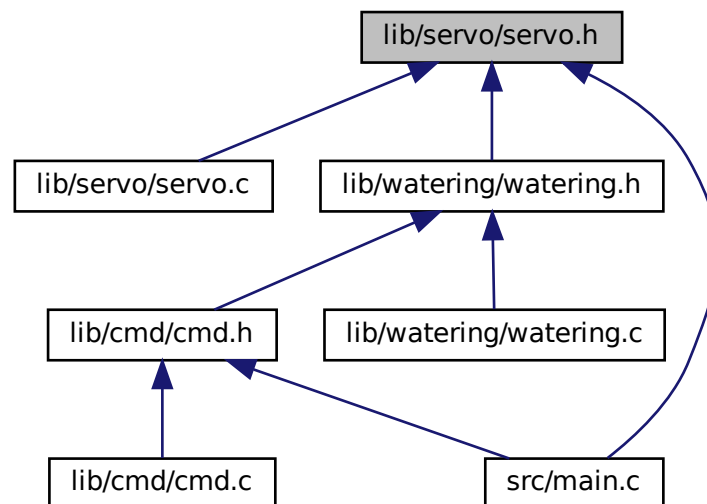 lib/servo/servo.h
lib/servo/servo.c
lib/watering/watering.h
lib/cmd/cmd.h
lib/watering/watering.c
lib/cmd/cmd.c
src/main.c